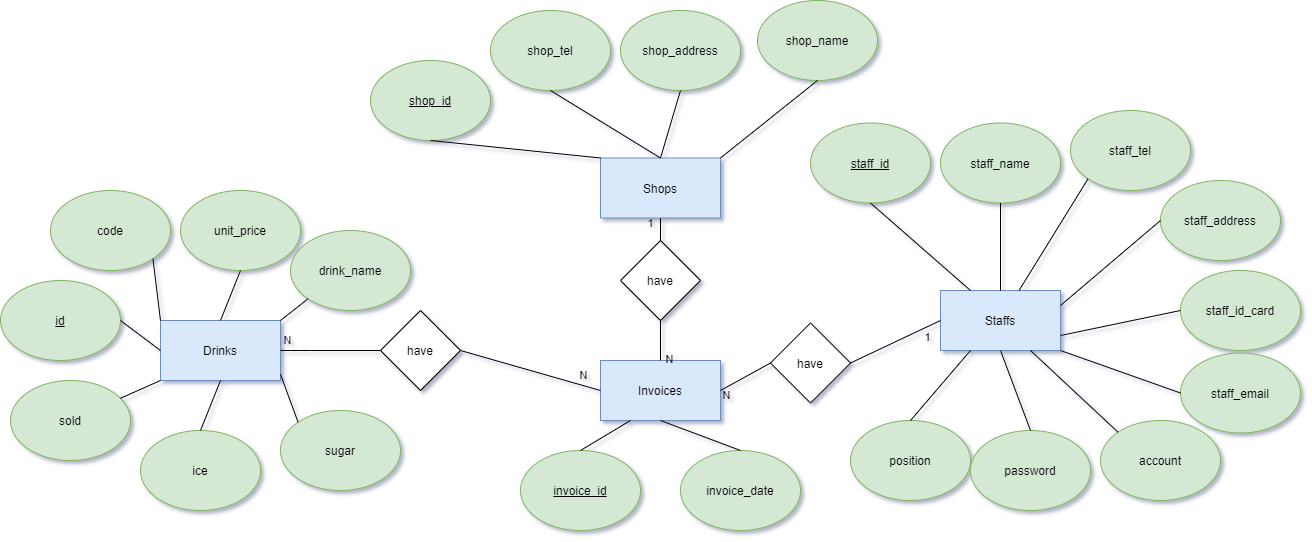 shop_name
shop_tel
shop_address
shop_id
staff_tel
staff_id
staff_name
staff_address
Shops
1
code
unit_price
drink_name
have
staff_id_card
id
Staffs
N
1
Drinks
have
N
have
N
Invoices
N
staff_email
sold
ice
sugar
invoice_id
invoice_date
position
password
account